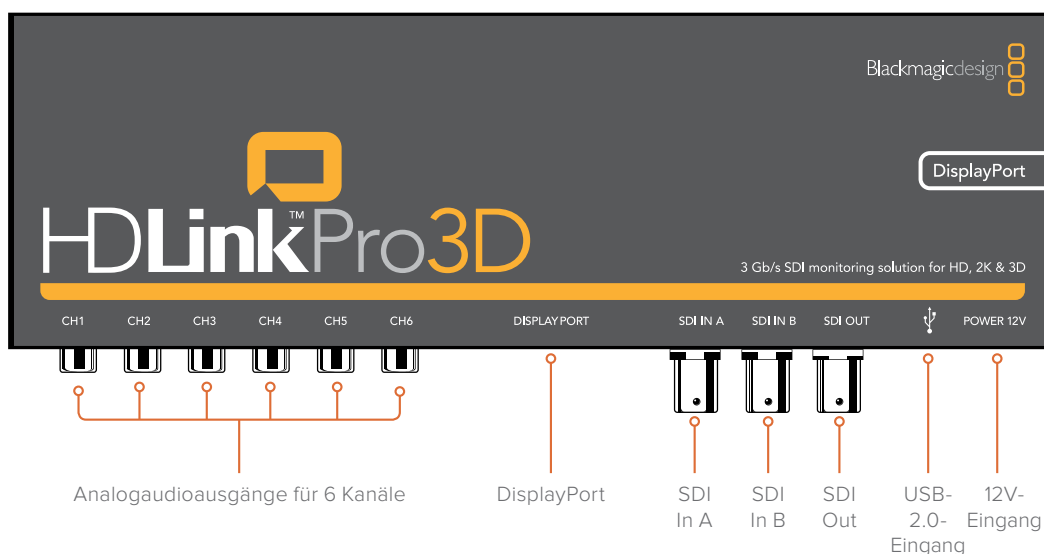 Blackmagicdesign
DisplayPort
HDLink™Pro3D
3 Gb/s SDI monitoring solution for HD, 2K & 3D
CH1 CH2 CH3 CH4 CH5 CH6 DISPLAYPORT SDI IN A SDI IN B SDI OUT POWER 12V
Analogaudioausgänge für 6 Kanäle DisplayPort SDI SDI SDI USB- 12V-
In A In B Out 2.0- Eingang
Eingang